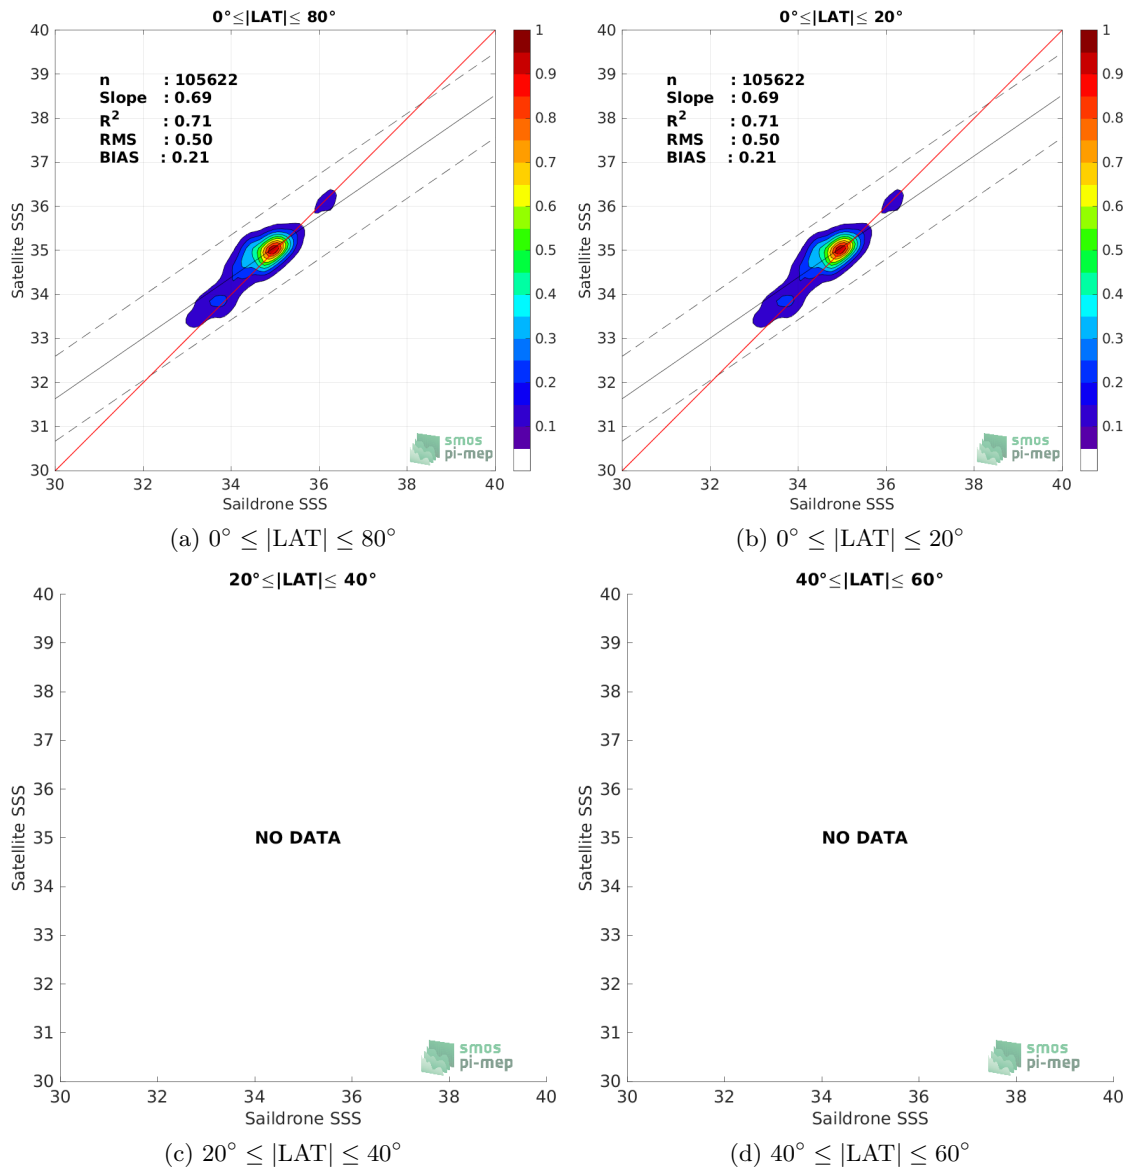 0°≤|LAT|≤ 80°
40
39
38
37
36
35
34
33
32
31
30
30
32
34
36
38
40
Satellite SSS
Saildrone SSS
n : 105622
Slope : 0.69
R² : 0.71
RMS : 0.50
BIAS : 0.21
1
0.9
0.8
0.7
0.6
0.5
0.4
0.3
0.2
0.1
smos
pi-mep
(a) 0° ≤ |LAT| ≤ 80°
0°≤|LAT|≤ 20°
40
39
38
37
36
35
34
33
32
31
30
30
32
34
36
38
40
Satellite SSS
Saildrone SSS
n : 105622
Slope : 0.69
R² : 0.71
RMS : 0.50
BIAS : 0.21
1
0.9
0.8
0.7
0.6
0.5
0.4
0.3
0.2
0.1
smos
pi-mep
(b) 0° ≤ |LAT| ≤ 20°
20°≤|LAT|≤ 40°
40
39
38
37
36
35
34
33
32
31
30
30
32
34
36
38
40
Satellite SSS
Saildrone SSS
NO DATA
smos
pi-mep
(c) 20° ≤ |LAT| ≤ 40°
40°≤|LAT|≤ 60°
40
39
38
37
36
35
34
33
32
31
30
30
32
34
36
38
40
Satellite SSS
Saildrone SSS
NO DATA
smos
pi-mep
(d) 40° ≤ |LAT| ≤ 60°